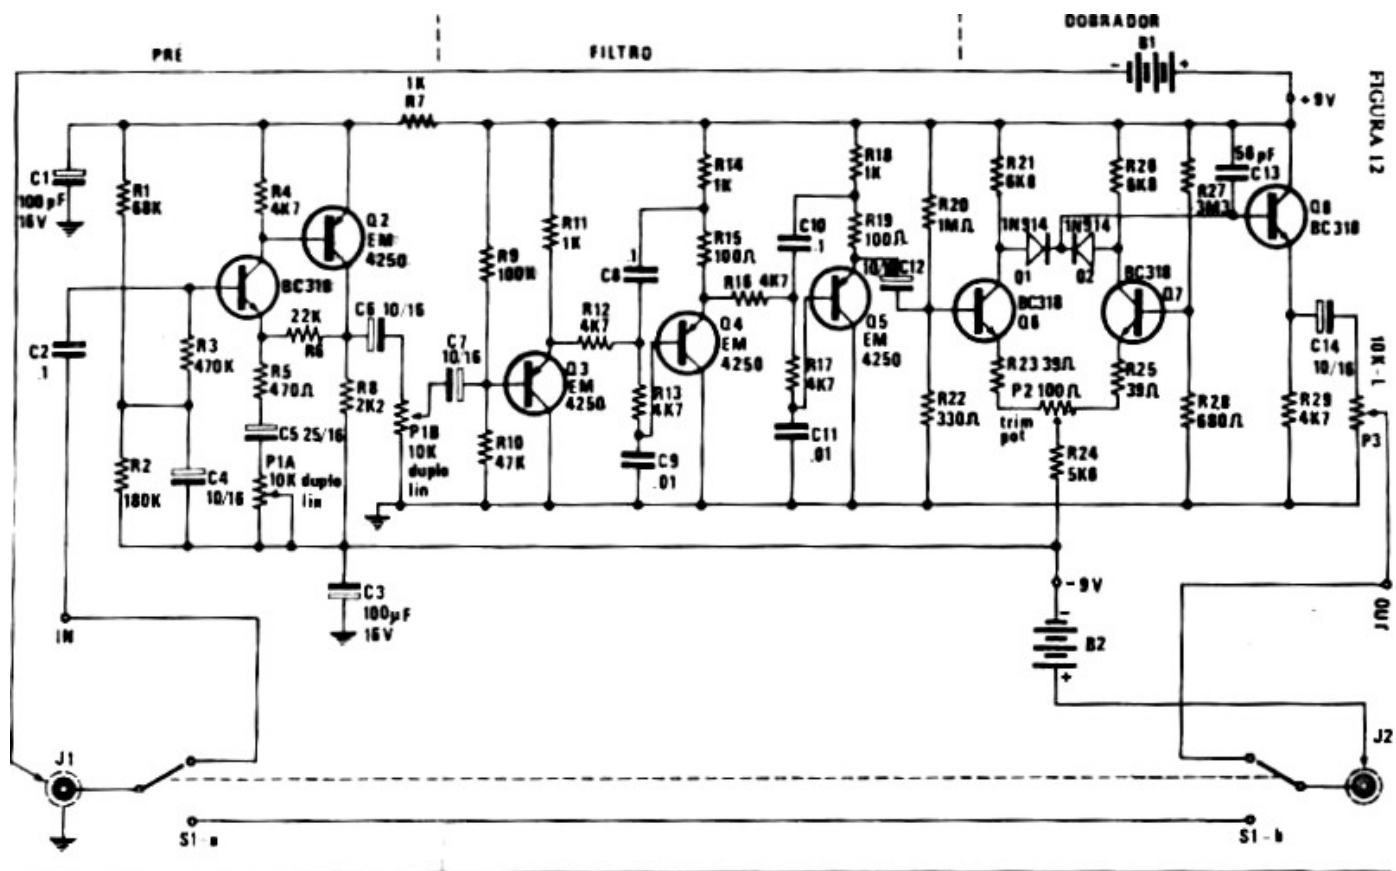 DOBRADOR
PRÉ
FILTRO
B1
- +
+9V
FIGURA 12
1K
R7
C1
100pF
16V
R1
68K
R4
4K7
Q2
EM
4250
BC318
R9
100K
R11
1K
R14
1K
R15
100Ω
C8
.1
R12
4K7
R16 4K7
C10
.1
R18
1K
R19
100Ω
C12
R20
1MΩ
R21
6K8
1N914
1N914
Q1
Q2
R26
6K8
R27
3M3
56pF
C13
Q8
BC318
C2
.1
R3
470K
22K
R6
C6 10/16
R5
470Ω
R8
2K2
C7
10/16
Q3
EM
4250
R13
4K7
Q4
EM
4250
R17
4K7
Q5
EM
4250
BC318
Q6
BC318
Q7
R23 39Ω
P2 100Ω
trim
pot
R25
39Ω
C14
10/16
10K-L
P3
C5 25/16
P1A
10K duplo
lin
P1B
10K
duplo
lin
R10
47K
C9
.01
C11
.01
R22
330Ω
R24
5K6
R28
680Ω
R29
4K7
R2
180K
C4
10/16
C3
100µF
16V
-9V
-
B2
+
IN
OUT
J1
J2
S1-a
S1-b